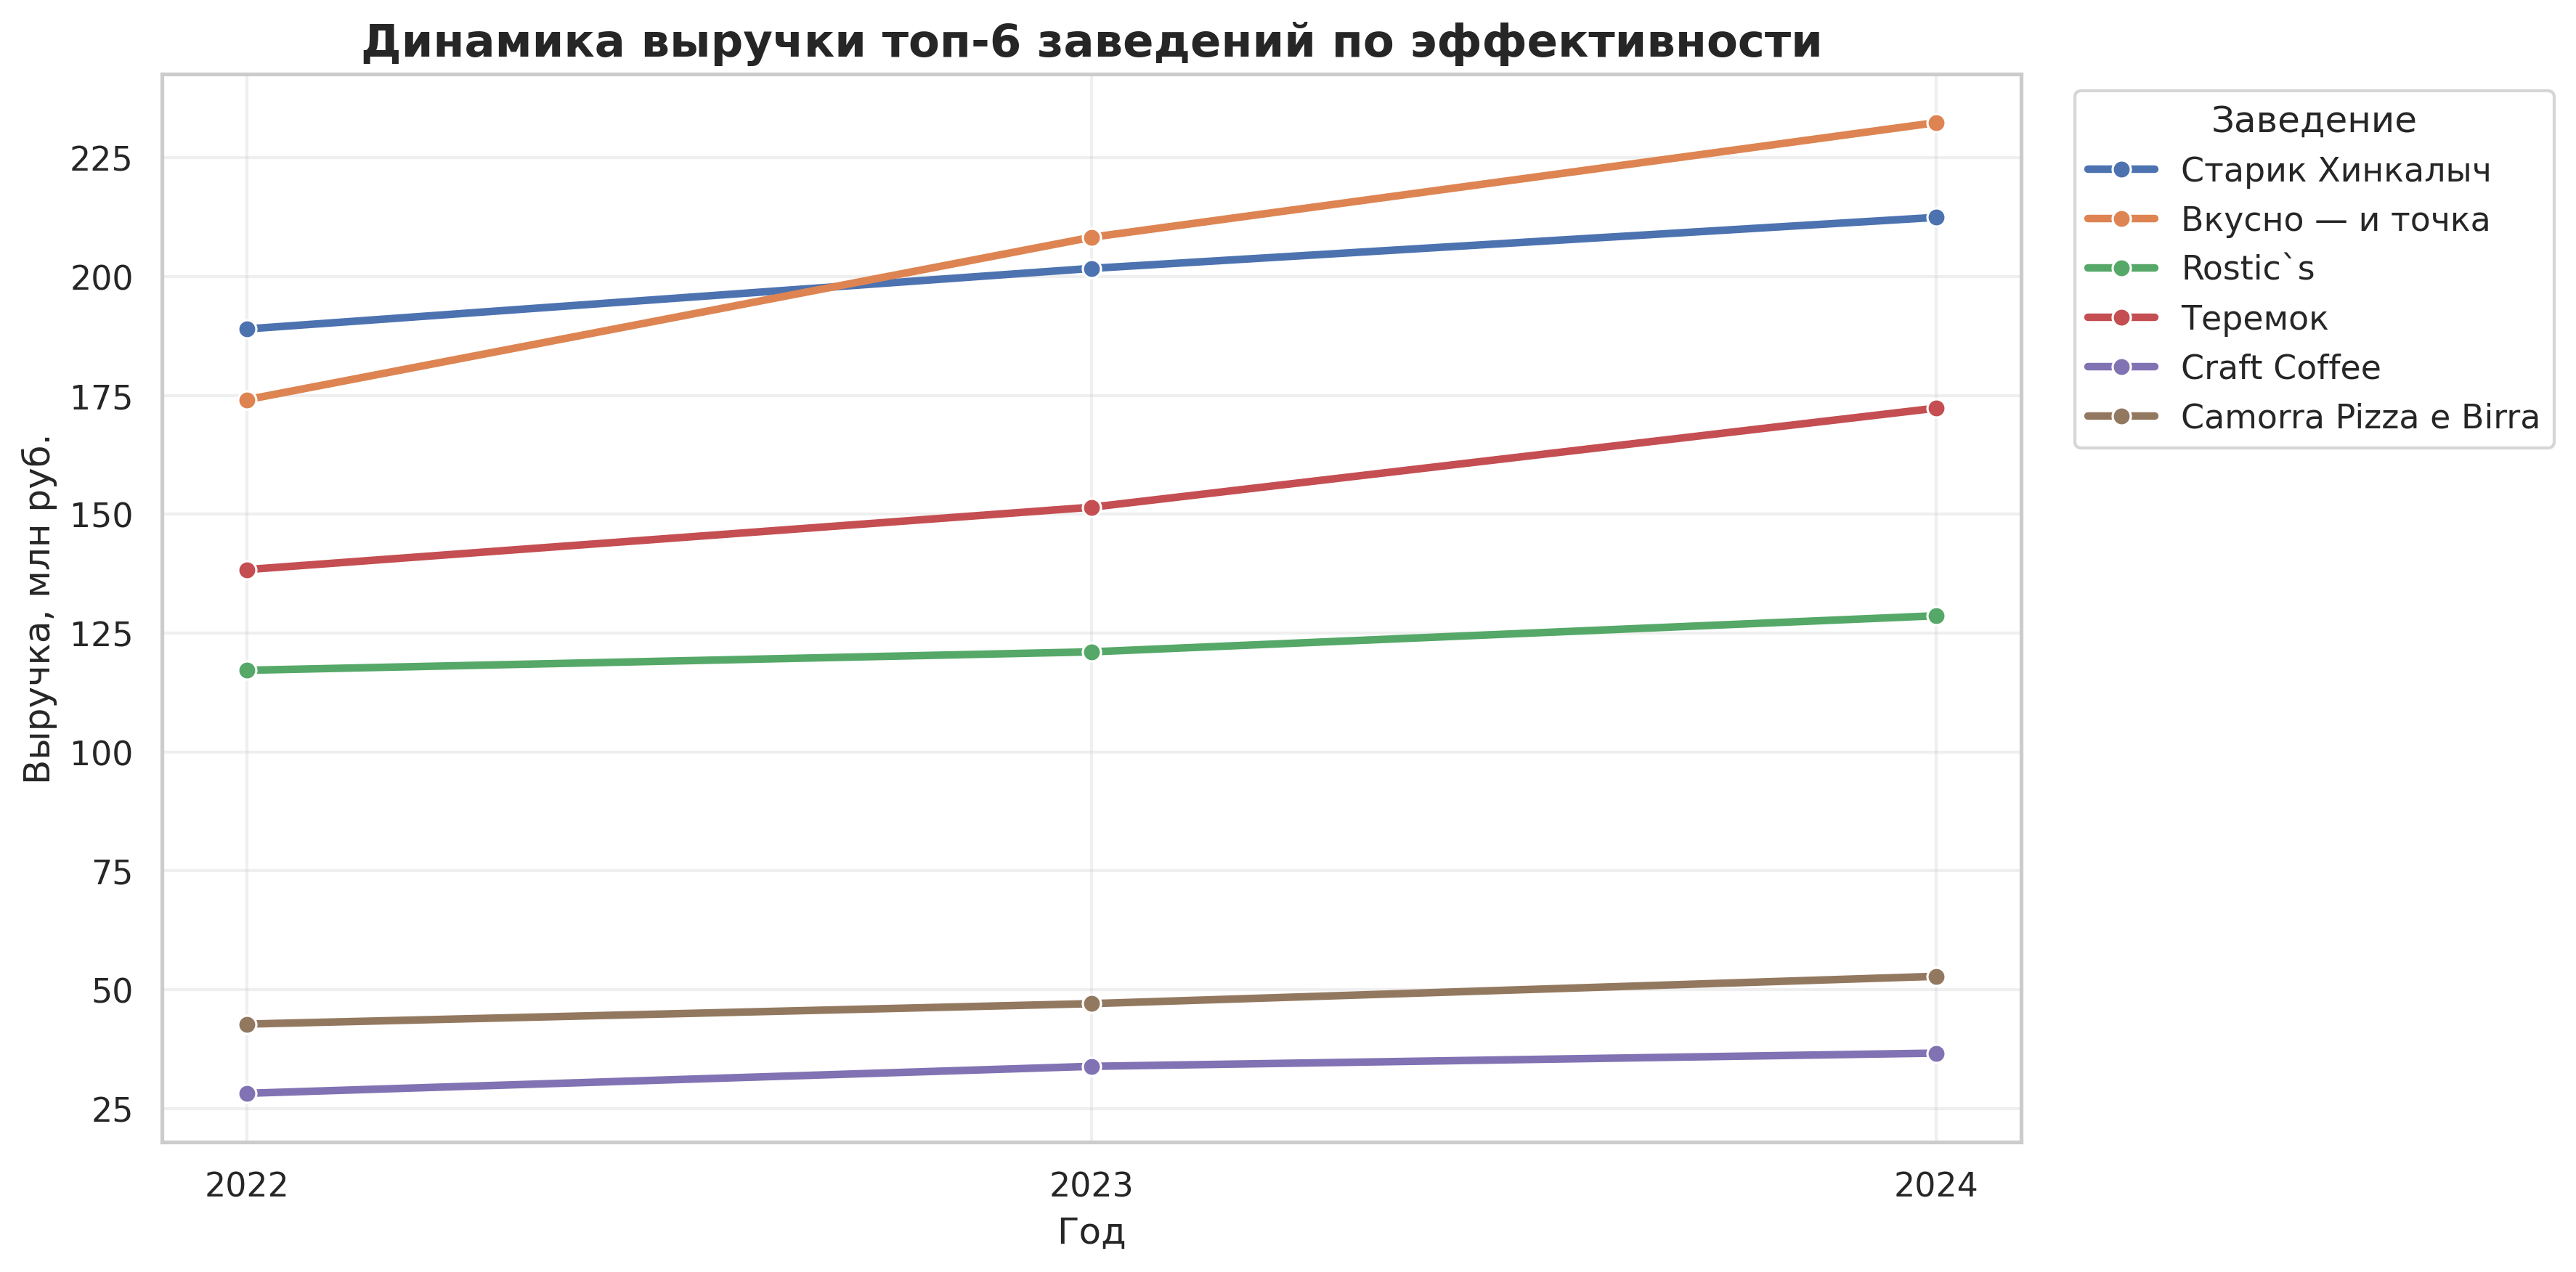 Динамика выручки топ-6 заведений по эффективности
Выручка, млн руб.
225
200
175
150
125
100
75
50
25
2022
2023
2024
Год
Заведение
Старик Хинкалыч
Вкусно — и точка
Rostic`s
Теремок
Craft Coffee
Camorra Pizza e Birra